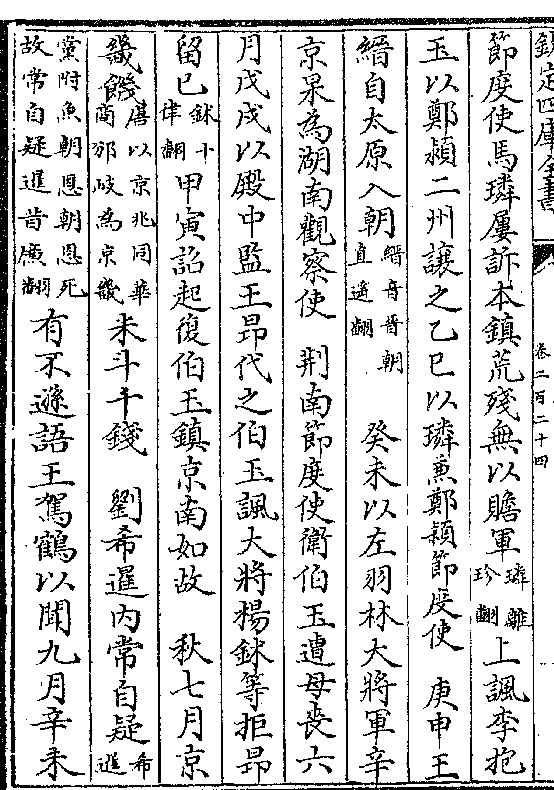 欽定四庫全書
卷二百二十四
節度使馬璘屢訴本鎮荒殘無以贍軍璘離珍翻上諷李抱
玉以鄭潁二州讓之乙巳以璘兼鄭潁節度使 庚申王
縉自太原入朝縉音晉朝直遥翻 癸未以左羽林大將軍辛
京杲為湖南觀察使 荆南節度使衛伯玉遭母喪六
月戊戌以殿中監王昂代之伯玉諷大將楊鉥等拒昂
留已鉥十律翻甲寅詔起復伯玉鎮京南如故 秋七月京
畿饑唐以京兆同華商邠岐為京畿米斗千錢 劉希暹内常自疑希暹
黨附魚朝恩朝恩死故常自疑暹昔廉翻有不遜語王駕鶴以聞九月辛未